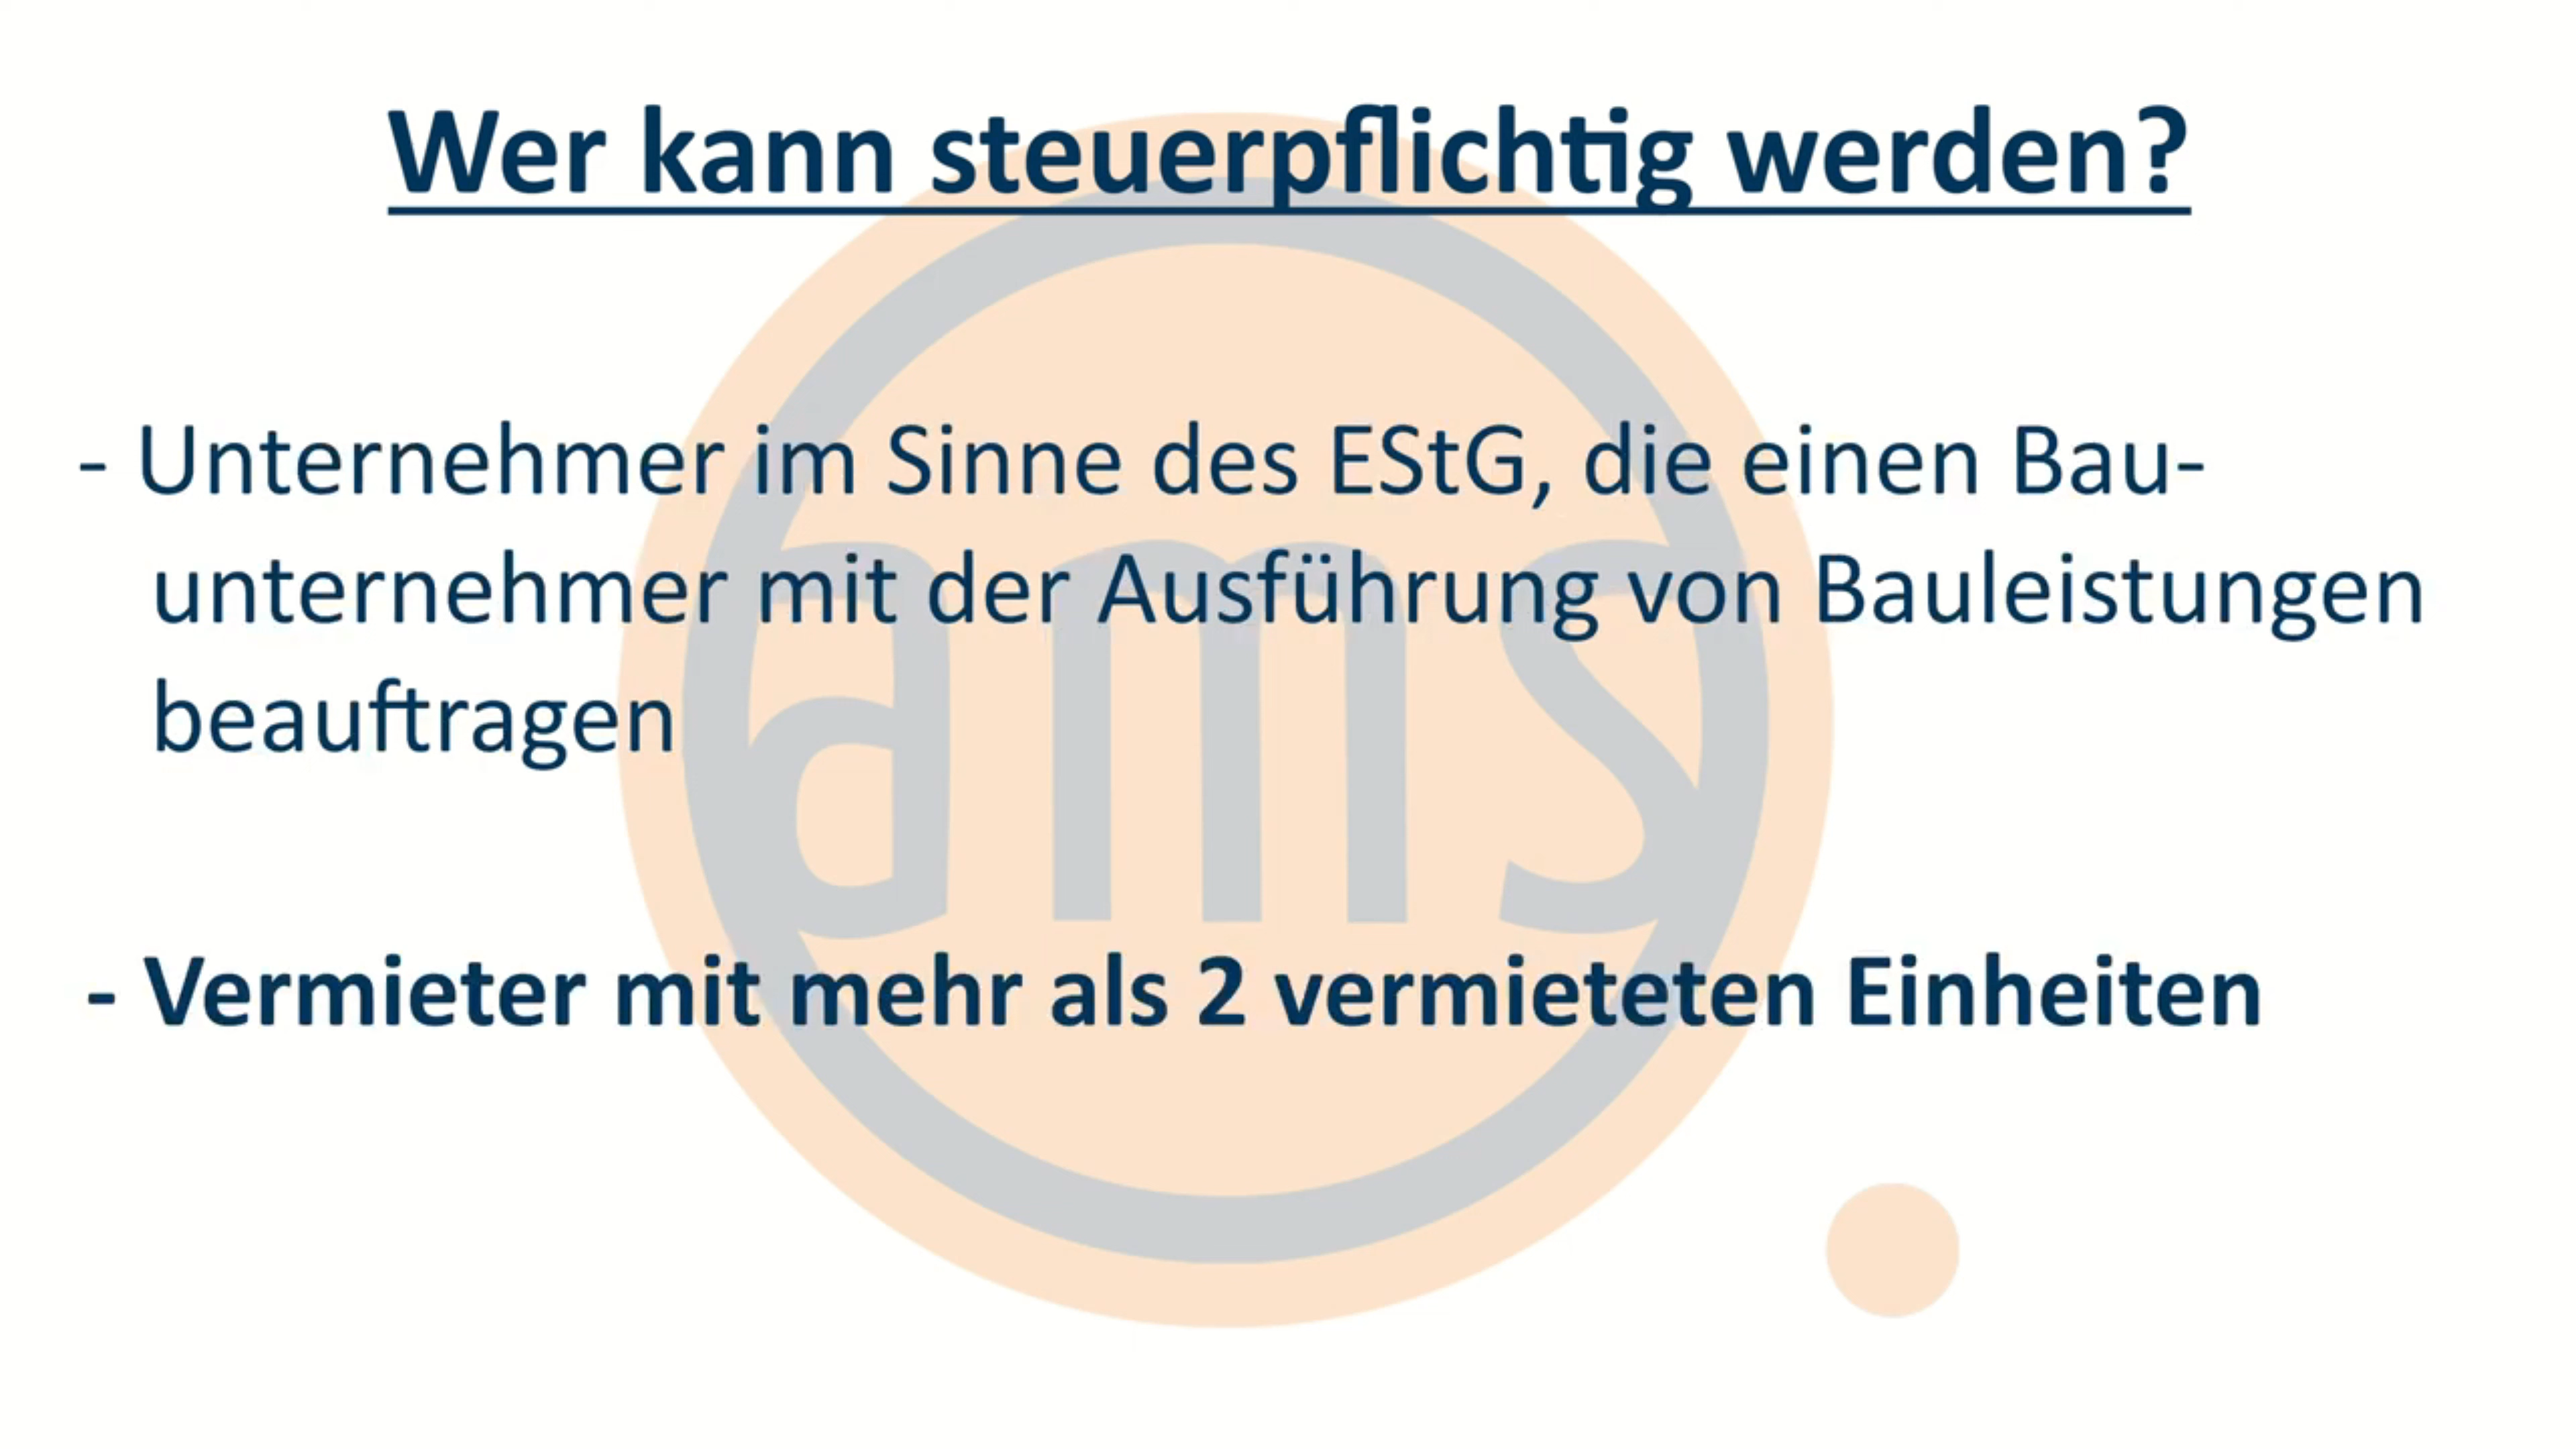 Wer kann steuerpflichtig werden?
- Unternehmer im Sinne des EStG, die einen Bau-
unternehmer mit der Ausführung von Bauleistungen
beauftragen
- Vermieter mit mehr als 2 vermieteten Einheiten
ams